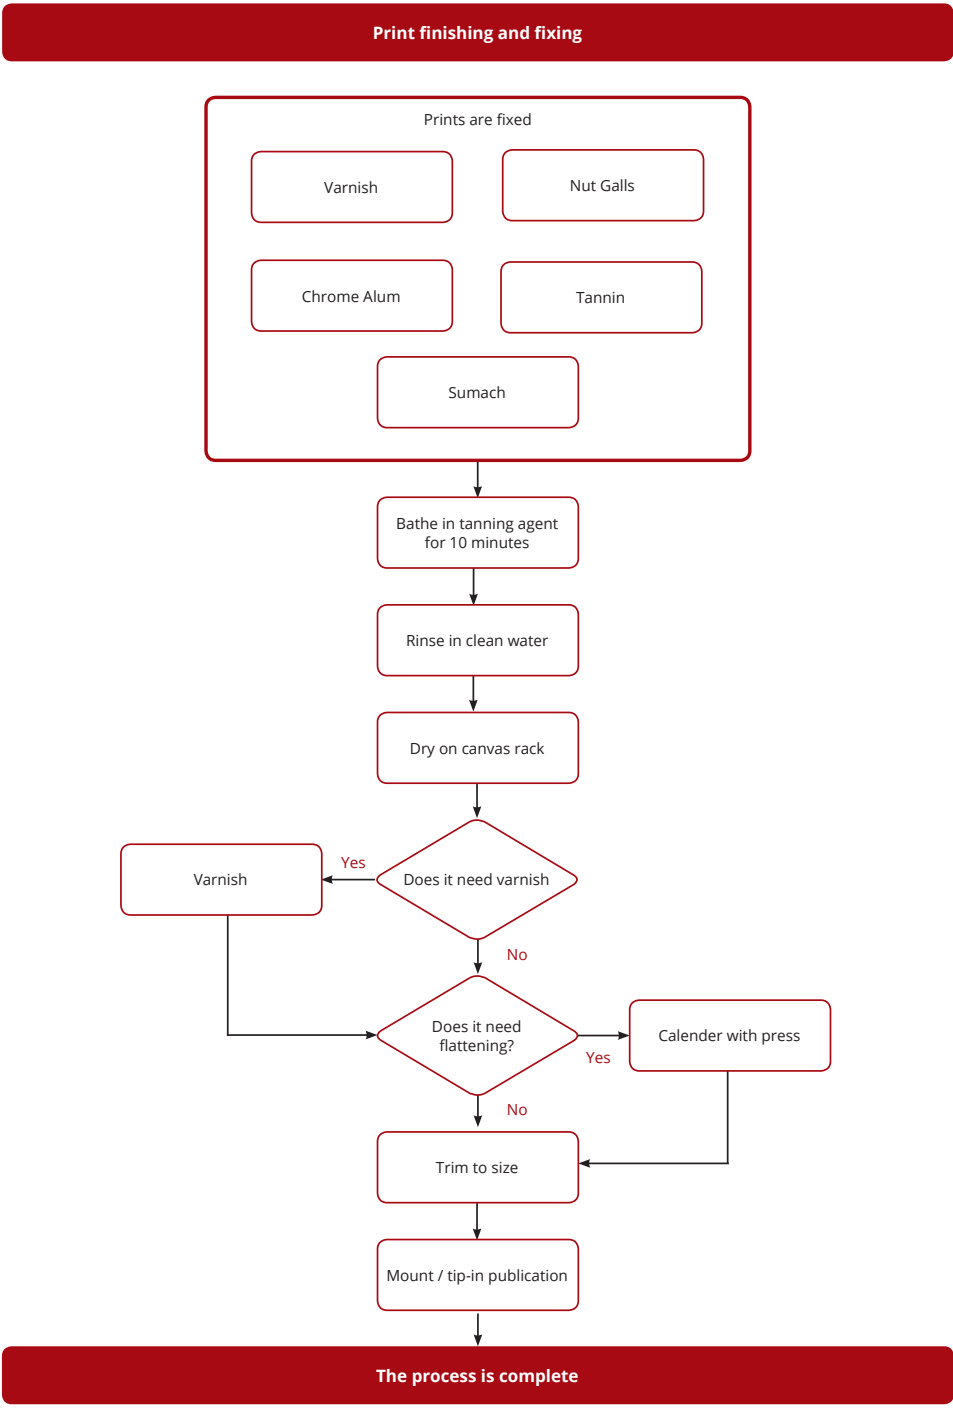 Print finishing and fixing
Prints are fixed
Varnish
Nut Galls
Chrome Alum
Tannin
Sumach
Bathe in tanning agent
for 10 minutes
Rinse in clean water
Dry on canvas rack
Does it need varnish
Yes
Varnish
No
Does it need
flattening?
Yes
Calender with press
No
Trim to size
Mount / tip-in publication
The process is complete